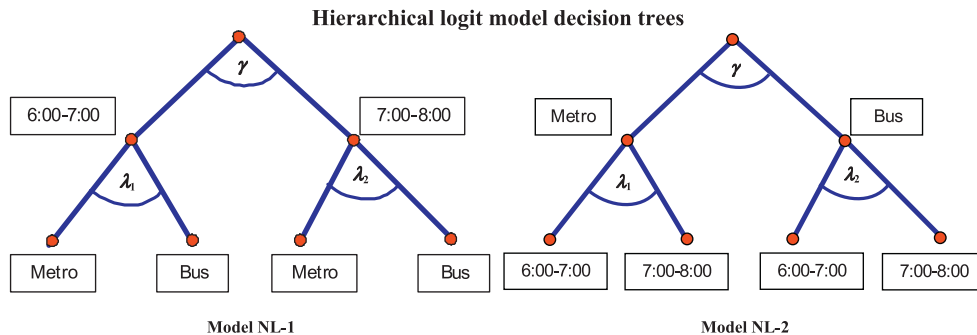 Hierarchical logit model decision trees
γ γ
6:00-7:00 7:00-8:00 Metro Bus
λ₁ λ₂ λ₁ λ₂
Metro Bus Metro Bus 6:00-7:00 7:00-8:00 6:00-7:00 7:00-8:00
Model NL-1 Model NL-2